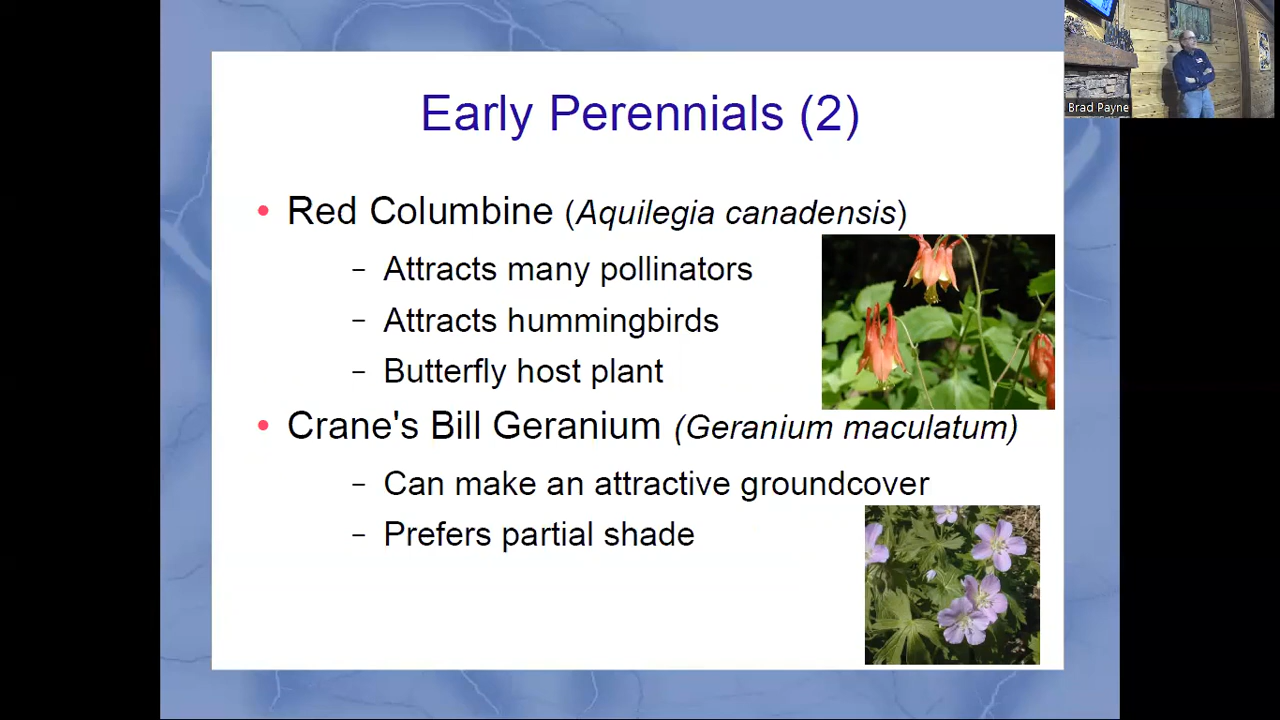 Early Perennials (2)
• Red Columbine (Aquilegia canadensis)
– Attracts many pollinators
– Attracts hummingbirds
– Butterfly host plant
• Crane's Bill Geranium (Geranium maculatum)
– Can make an attractive groundcover
– Prefers partial shade
Brad Payne